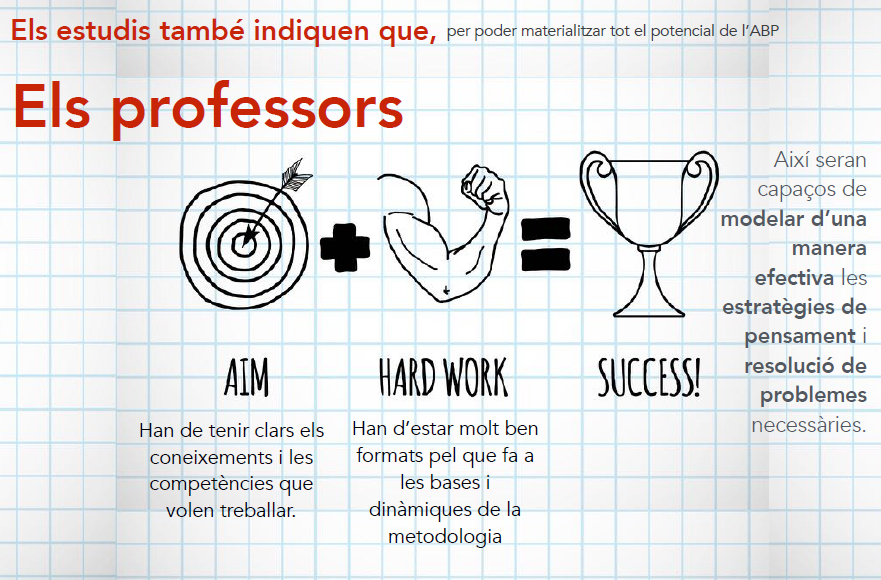 Els estudis també indiquen que, per poder materialitzar tot el potencial de l'ABP
Els professors
AIM
Han de tenir clars els
coneixements i les
competències que
volen treballar.
HARD WORK
Han d'estar molt ben
formats pel que fa a
les bases i
dinàmiques de la
metodologia
SUCCESS!
Així seran
capaços de
modelar d'una
manera
efectiva les
estratègies de
pensament i
resolució de
problemes
necessàries.